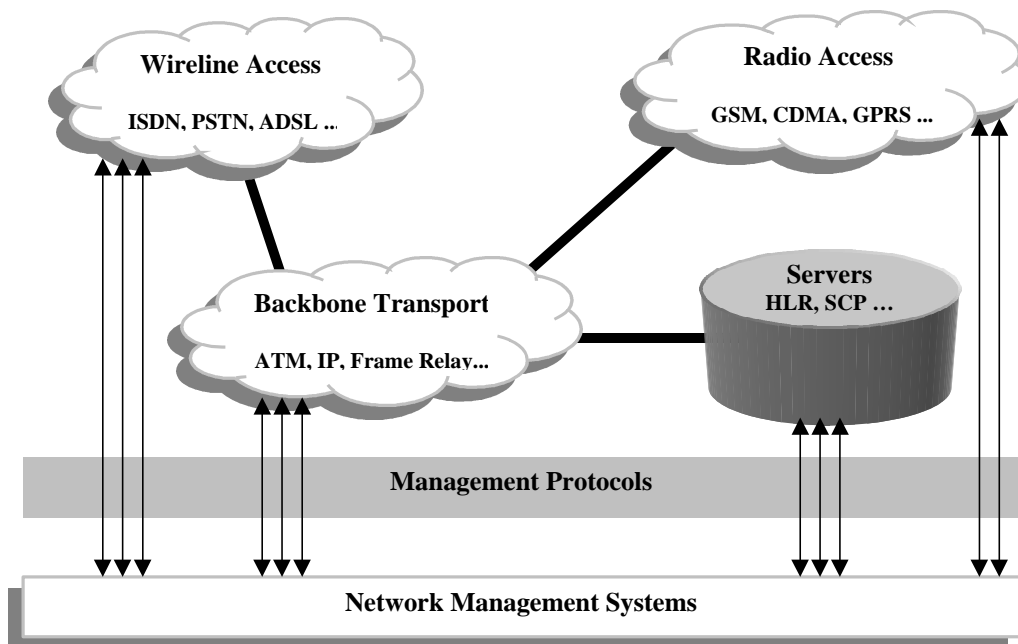 Wireline Access
ISDN, PSTN, ADSL ...
Radio Access
GSM, CDMA, GPRS ...
Backbone Transport
ATM, IP, Frame Relay...
Servers
HLR, SCP …
Management Protocols
Network Management Systems